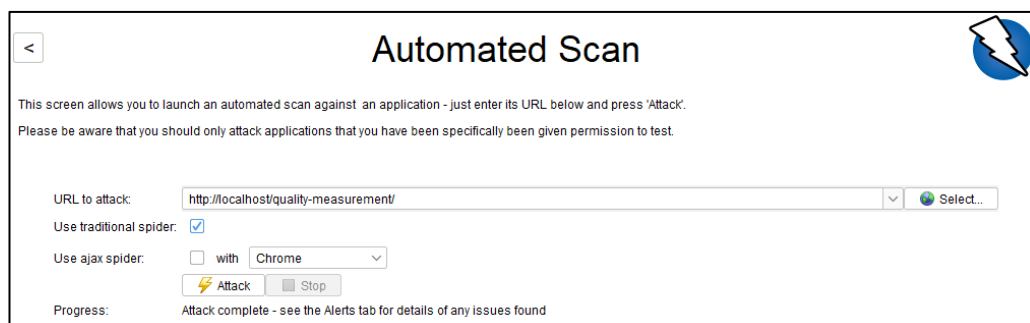 <
Automated Scan
This screen allows you to launch an automated scan against an application - just enter its URL below and press 'Attack'.
Please be aware that you should only attack applications that you have been specifically been given permission to test.
URL to attack: http://localhost/quality-measurement/ Select...
Use traditional spider:
Use ajax spider: with Chrome
Attack Stop
Progress: Attack complete - see the Alerts tab for details of any issues found